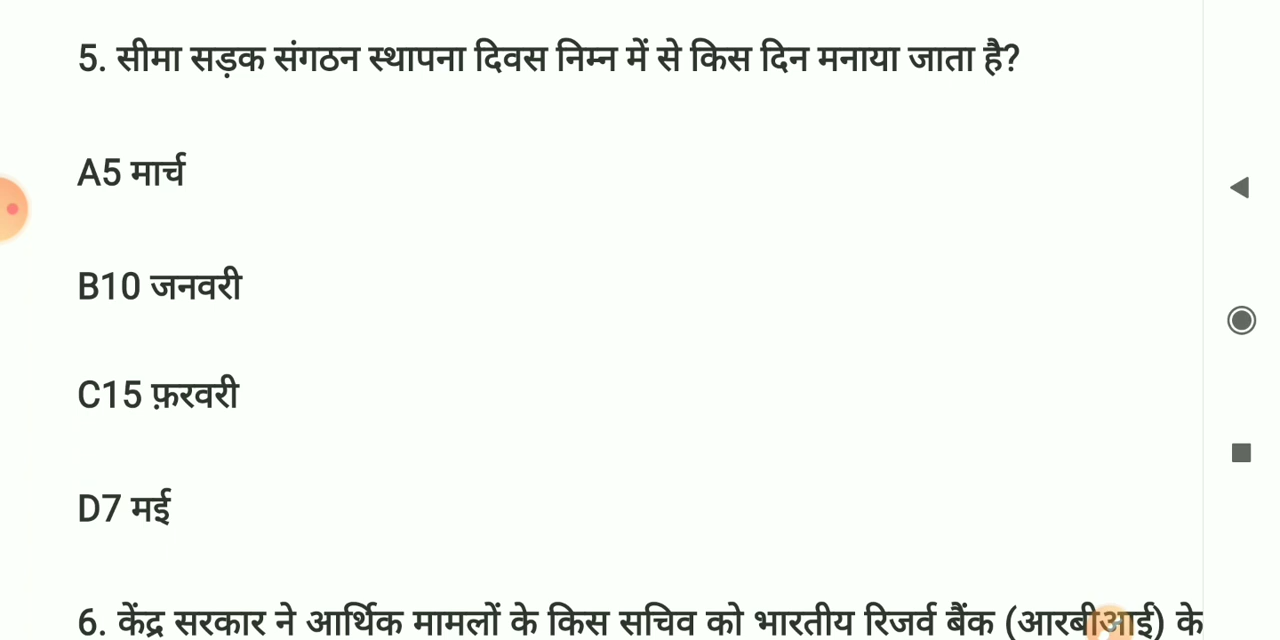 5. सीमा सड़क संगठन स्थापना दिवस निम्न में से किस दिन मनाया जाता है?
A5 मार्च
B10 जनवरी
C15 फ़रवरी
D7 मई
6. केंद्र सरकार ने आर्थिक मामलों के किस सचिव को भारतीय रिजर्व बैंक (आरबीआई) के